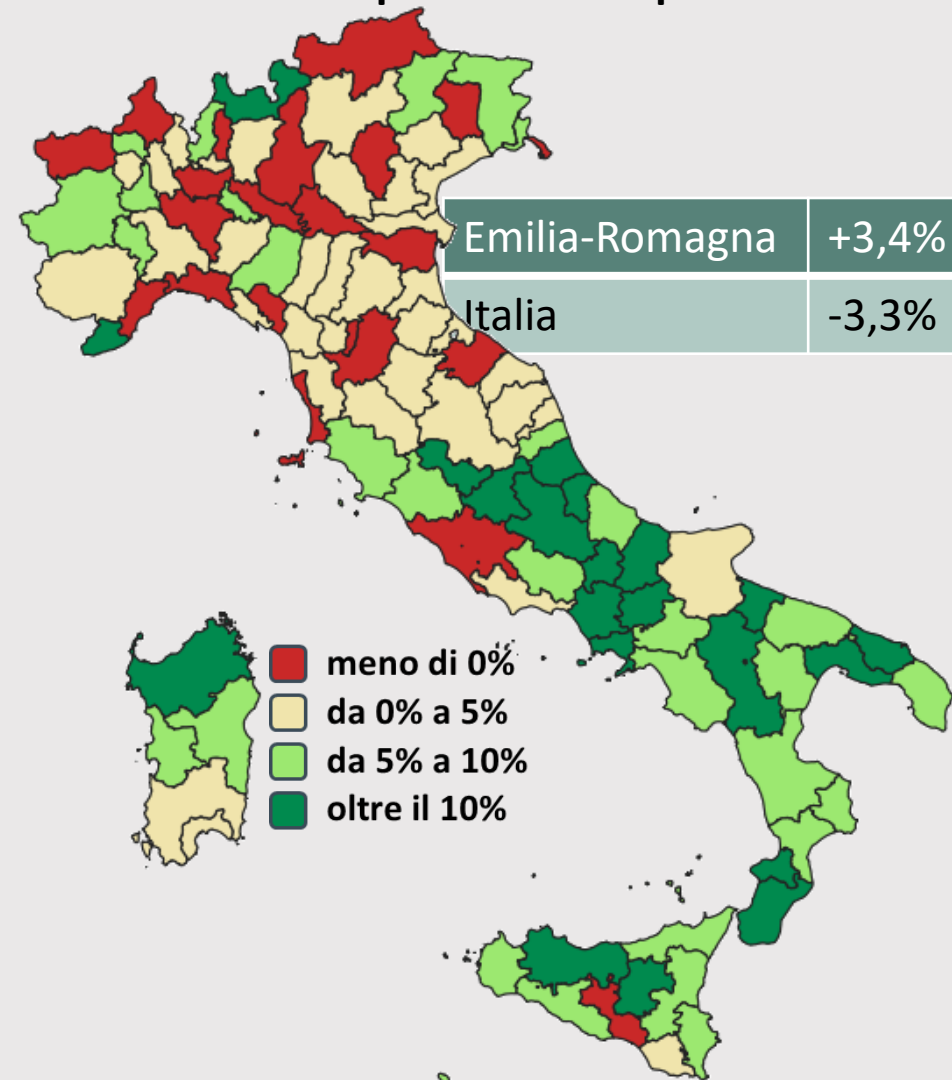 Emilia-Romagna +3,4%
Italia -3,3%
meno di 0%
da 0% a 5%
da 5% a 10%
oltre il 10%